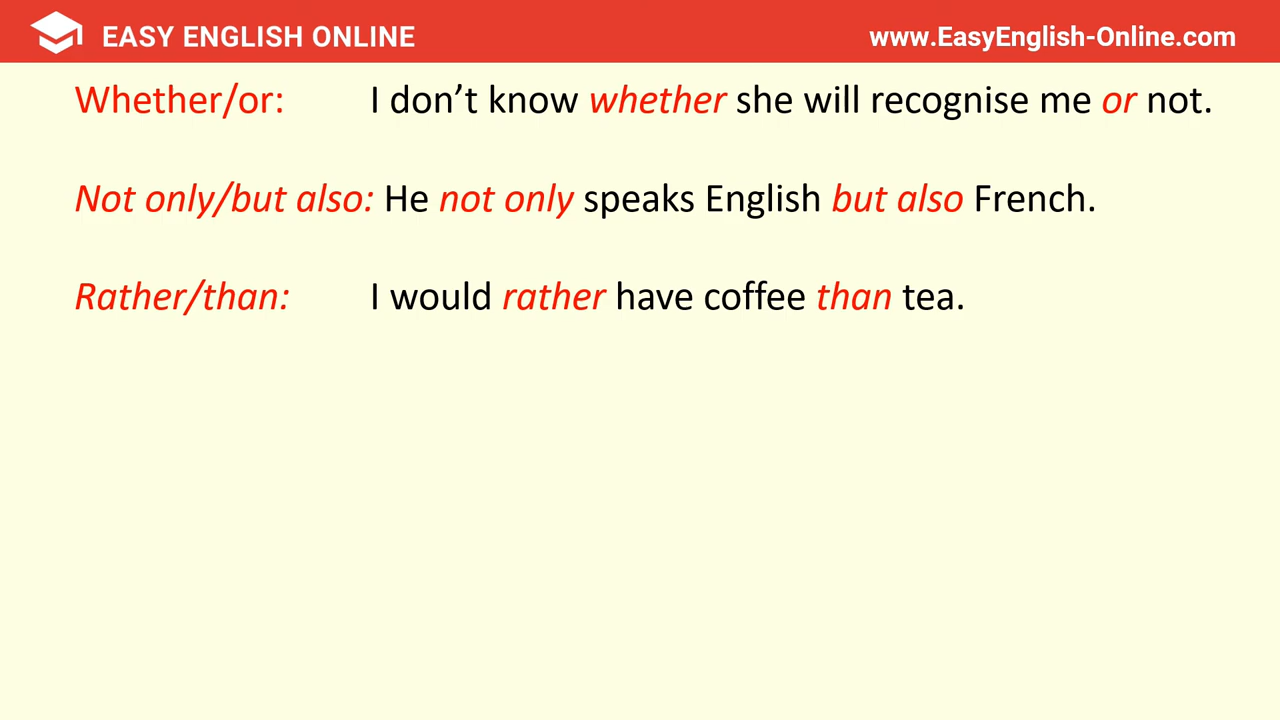 EASY ENGLISH ONLINE
www.EasyEnglish-Online.com
Whether/or: I don’t know whether she will recognise me or not.
Not only/but also: He not only speaks English but also French.
Rather/than: I would rather have coffee than tea.